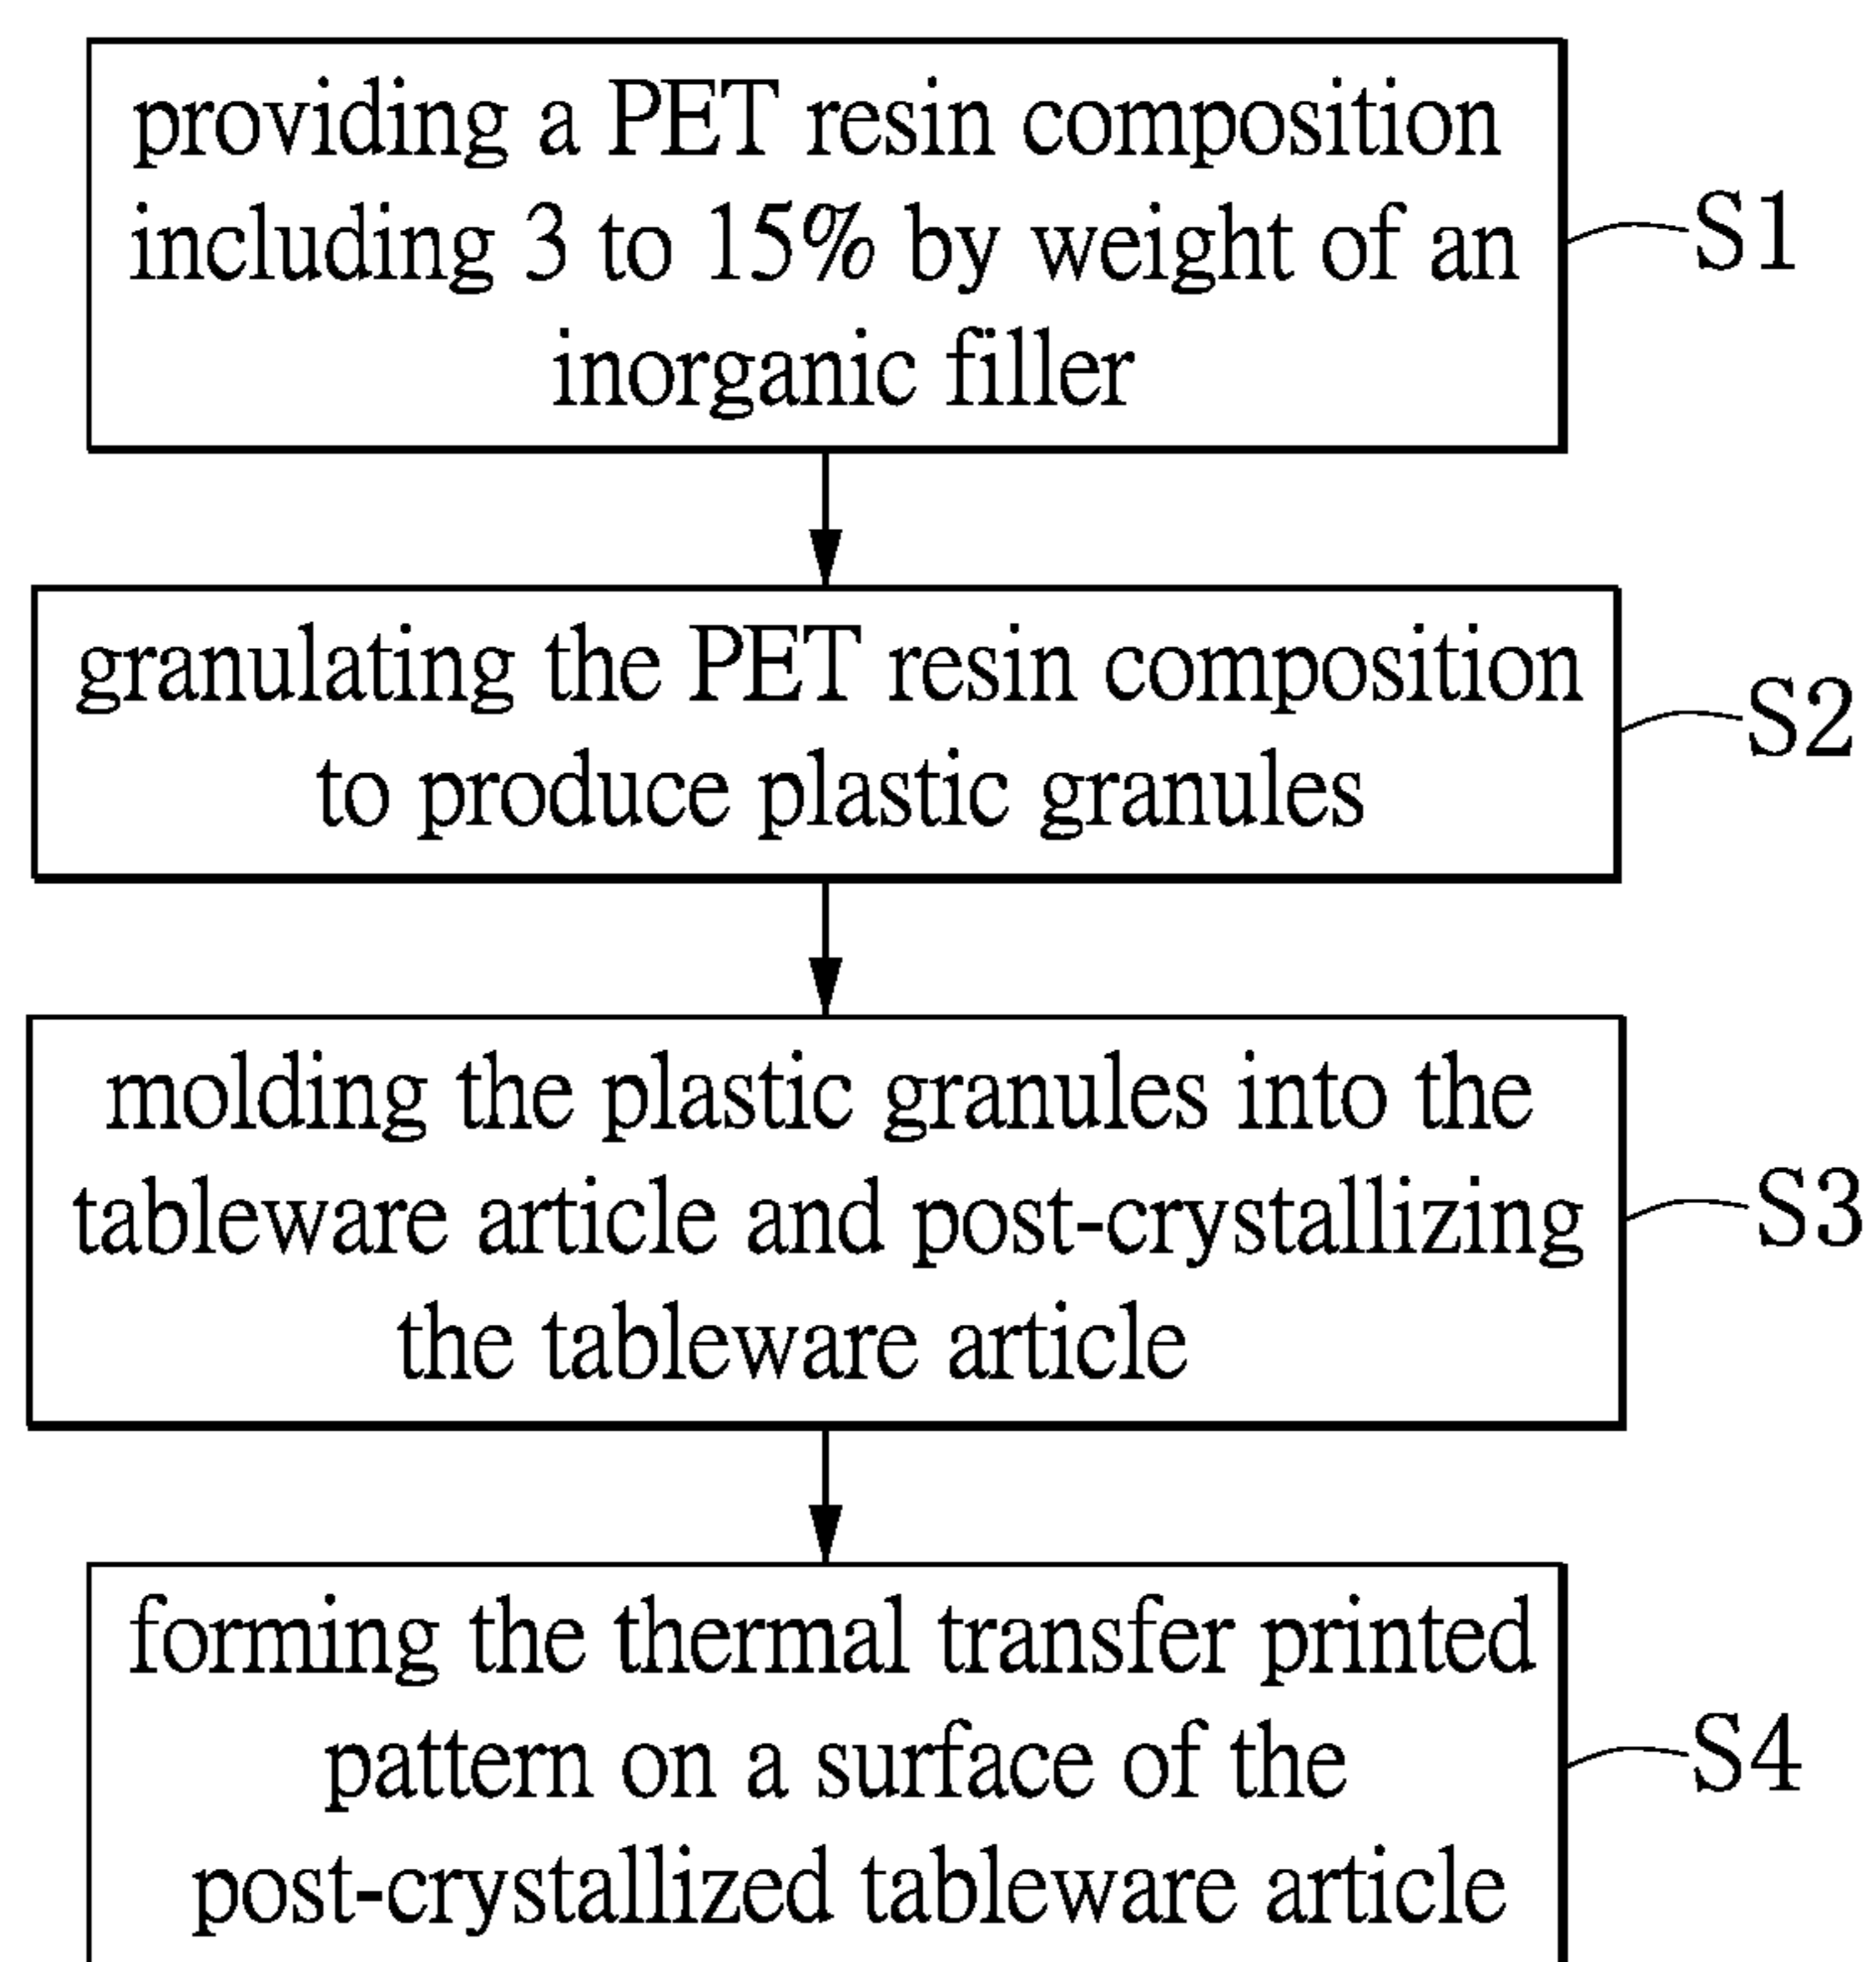 providing a PET resin composition
including 3 to 15% by weight of an
inorganic filler
S1
granulating the PET resin composition
to produce plastic granules
S2
molding the plastic granules into the
tableware article and post-crystallizing
the tableware article
S3
forming the thermal transfer printed
pattern on a surface of the
post-crystallized tableware article
S4